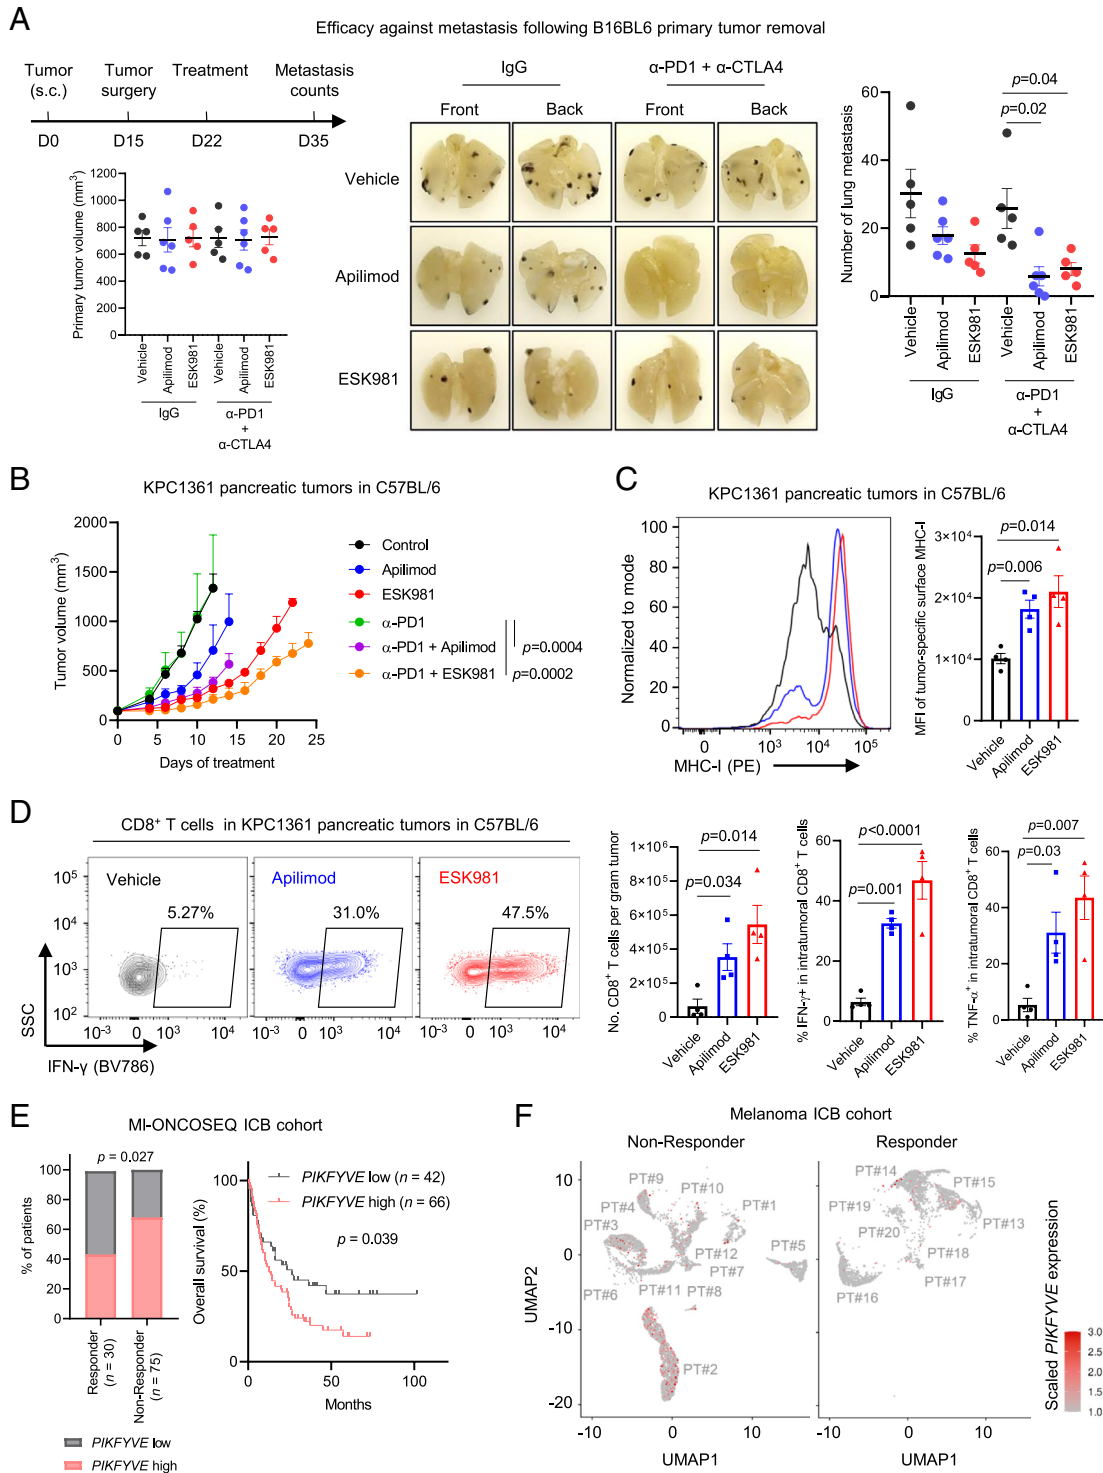 A
Efficacy against metastasis following B16BL6 primary tumor removal
Tumor (s.c.)
Tumor surgery
Treatment
Metastasis counts
D0
D15
D22
D35
Primary tumor volume (mm³)
1200
1000
800
600
400
200
0
Vehicle
Apilimod
ESK981
Vehicle
Apilimod
ESK981
IgG
α-PD1
+
α-CTLA4
IgG
α-PD1 + α-CTLA4
Front
Back
Front
Back
Vehicle
Apilimod
ESK981
Number of lung metastasis
60
40
20
0
p=0.04
p=0.02
Vehicle
Apilimod
ESK981
Vehicle
Apilimod
ESK981
IgG
α-PD1
+
α-CTLA4
B
KPC1361 pancreatic tumors in C57BL/6
Tumor volume (mm³)
2000
1500
1000
500
0
0
5
10
15
20
25
Days of treatment
Control
Apilimod
ESK981
α-PD1
α-PD1 + Apilimod
α-PD1 + ESK981
p=0.0004
p=0.0002
C
KPC1361 pancreatic tumors in C57BL/6
Normalized to mode
100
80
60
40
20
0
0
10³
10⁴
10⁵
MHC-I (PE)
MFI of tumor-specific surface MHC-I
3×10⁴
2×10⁴
1×10⁴
0
p=0.014
p=0.006
Vehicle
Apilimod
ESK981
D
CD8⁺ T cells in KPC1361 pancreatic tumors in C57BL/6
Vehicle
5.27%
Apilimod
31.0%
ESK981
47.5%
10⁵
10⁴
10³
10²
SSC
10⁻³
10³
10⁴
10⁻³
10³
10⁴
10⁻³
10³
10⁴
IFN-γ (BV786)
No. CD8⁺ T cells per gram tumor
1×10⁶
8×10⁵
6×10⁵
4×10⁵
2×10⁵
0
p=0.014
p=0.034
Vehicle
Apilimod
ESK981
% IFN-γ+ in intratumoral CD8⁺ T cells
60
40
20
0
p<0.0001
p=0.001
Vehicle
Apilimod
ESK981
% TNF-α⁺ in intratumoral CD8⁺ T cells
60
40
20
0
p=0.007
p=0.03
Vehicle
Apilimod
ESK981
E
MI-ONCOSEQ ICB cohort
p = 0.027
% of patients
100
80
60
40
20
0
Responder (n = 30)
Non-Responder (n = 75)
PIKFYVE low
PIKFYVE high
Overall survival (%)
100
50
0
0
50
100
Months
PIKFYVE low (n = 42)
PIKFYVE high (n = 66)
p = 0.039
F
Melanoma ICB cohort
Non-Responder
Responder
UMAP2
10
0
-10
-20
PT#9
PT#10
PT#4
PT#1
PT#3
PT#5
PT#12
PT#7
PT#11
PT#8
PT#6
PT#2
PT#14
PT#15
PT#19
PT#13
PT#20
PT#18
PT#17
PT#16
-10
0
10
-10
0
10
UMAP1
UMAP1
Scaled PIKFYVE expression
3.0
2.5
2.0
1.5
1.0